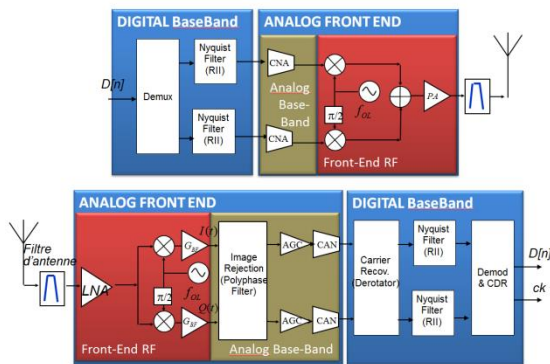 DIGITAL BaseBand
ANALOG FRONT END
D[n]
Demux
Nyquist
Filter
(RII)
Nyquist
Filter
(RII)
CNA
CNA
Analog
Base-
Band
π/2
f_OL
PA
Front-End RF
ANALOG FRONT END
DIGITAL BaseBand
Filtre
d'antenne
LNA
π/2
f_OL
G_BF
G_BF
I(t)
Q(t)
Image
Rejection
(Polyphase
Filter)
AGC
CAN
AGC
CAN
Front-End RF
Analog Base-Band
Carrier
Recov.
(Derotator)
Nyquist
Filter
(RII)
Nyquist
Filter
(RII)
Demod
& CDR
D[n]
ck